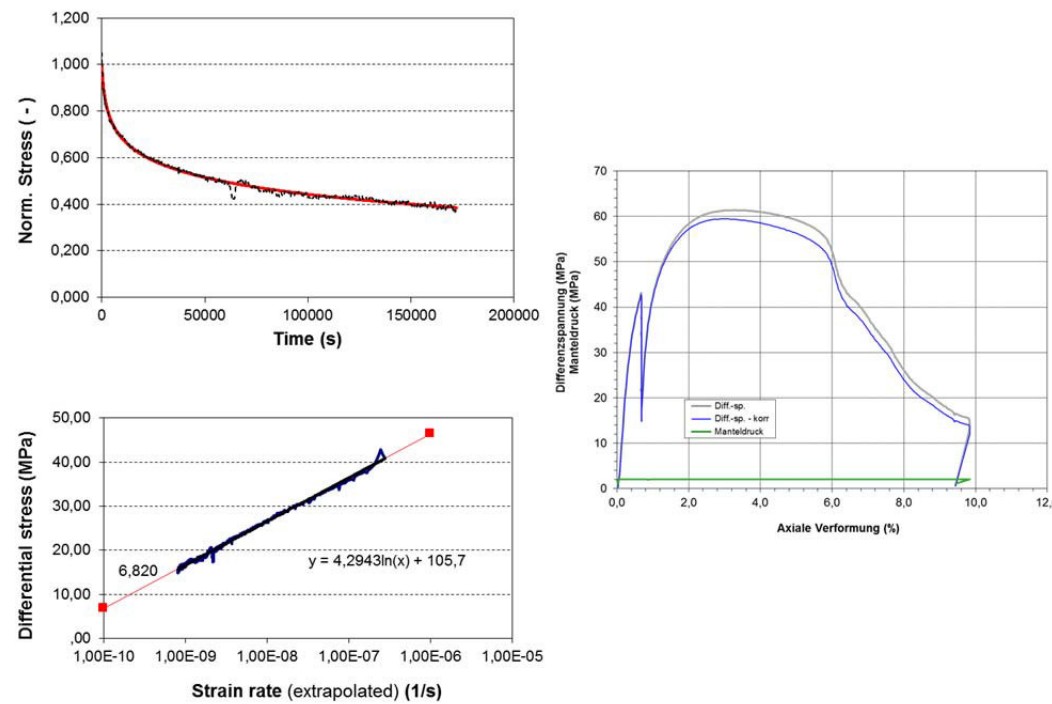 1,200
1,000
0,800
0,600
0,400
0,200
0,000
Norm. Stress ( - )
0
50000
100000
150000
200000
Time (s)
50,00
40,00
30,00
20,00
10,00
,00
Differential stress (MPa)
6,820
y = 4,2943ln(x) + 105,7
1,00E-10
1,00E-09
1,00E-08
1,00E-07
1,00E-06
1,00E-05
Strain rate (extrapolated) (1/s)
70
60
50
40
30
20
10
0
Differenzspannung (MPa)
Manteldruck (MPa)
Diff.-sp.
Diff.-sp. - korr
Manteldruck
0,0
2,0
4,0
6,0
8,0
10,0
12,
Axiale Verformung (%)